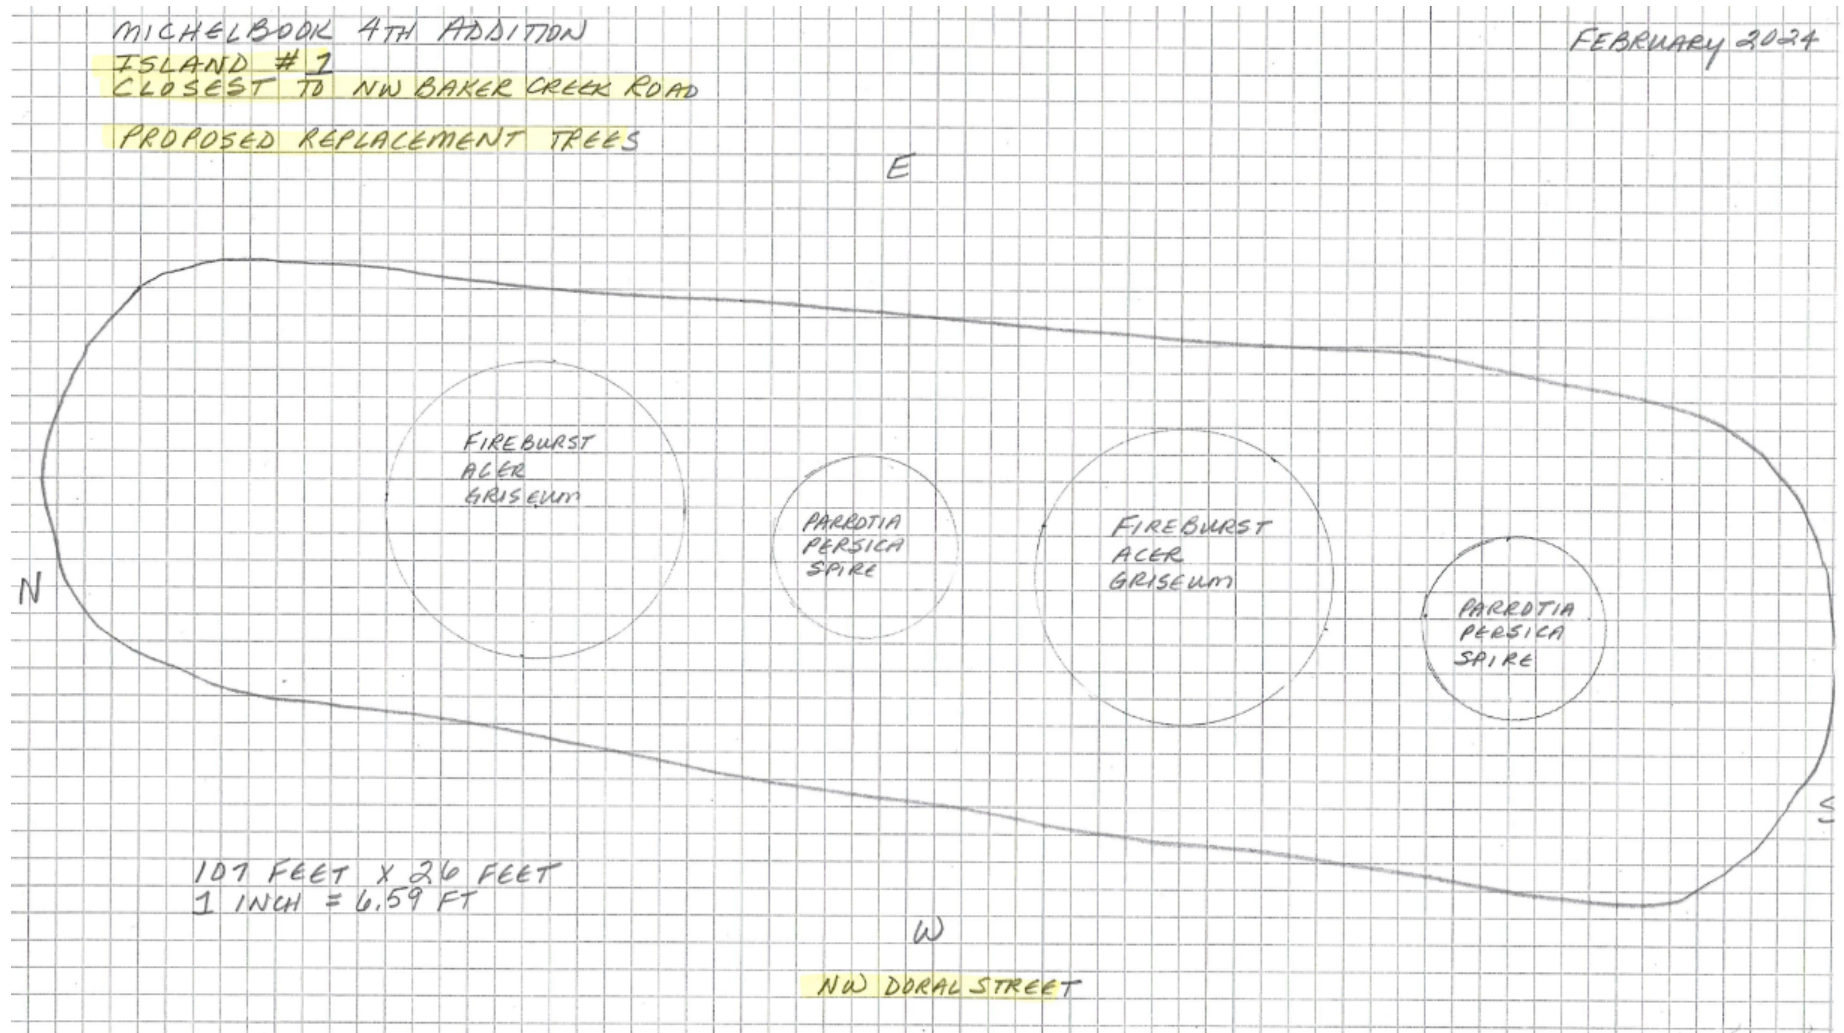 MICHELBOOK 4TH ADDITION
FEBRUARY 2024
ISLAND # 1
CLOSEST TO NW BAKER CREEK ROAD
PROPOSED REPLACEMENT TREES
E
FIREBURST
ACER
GRISEUM
PARROTIA
PERSICA
SPIRE
FIREBURST
ACER
GRISEUM
PARROTIA
PERSICA
SPIRE
N
S
107 FEET X 26 FEET
1 INCH = 6.59 FT
W
NW DORAL STREET